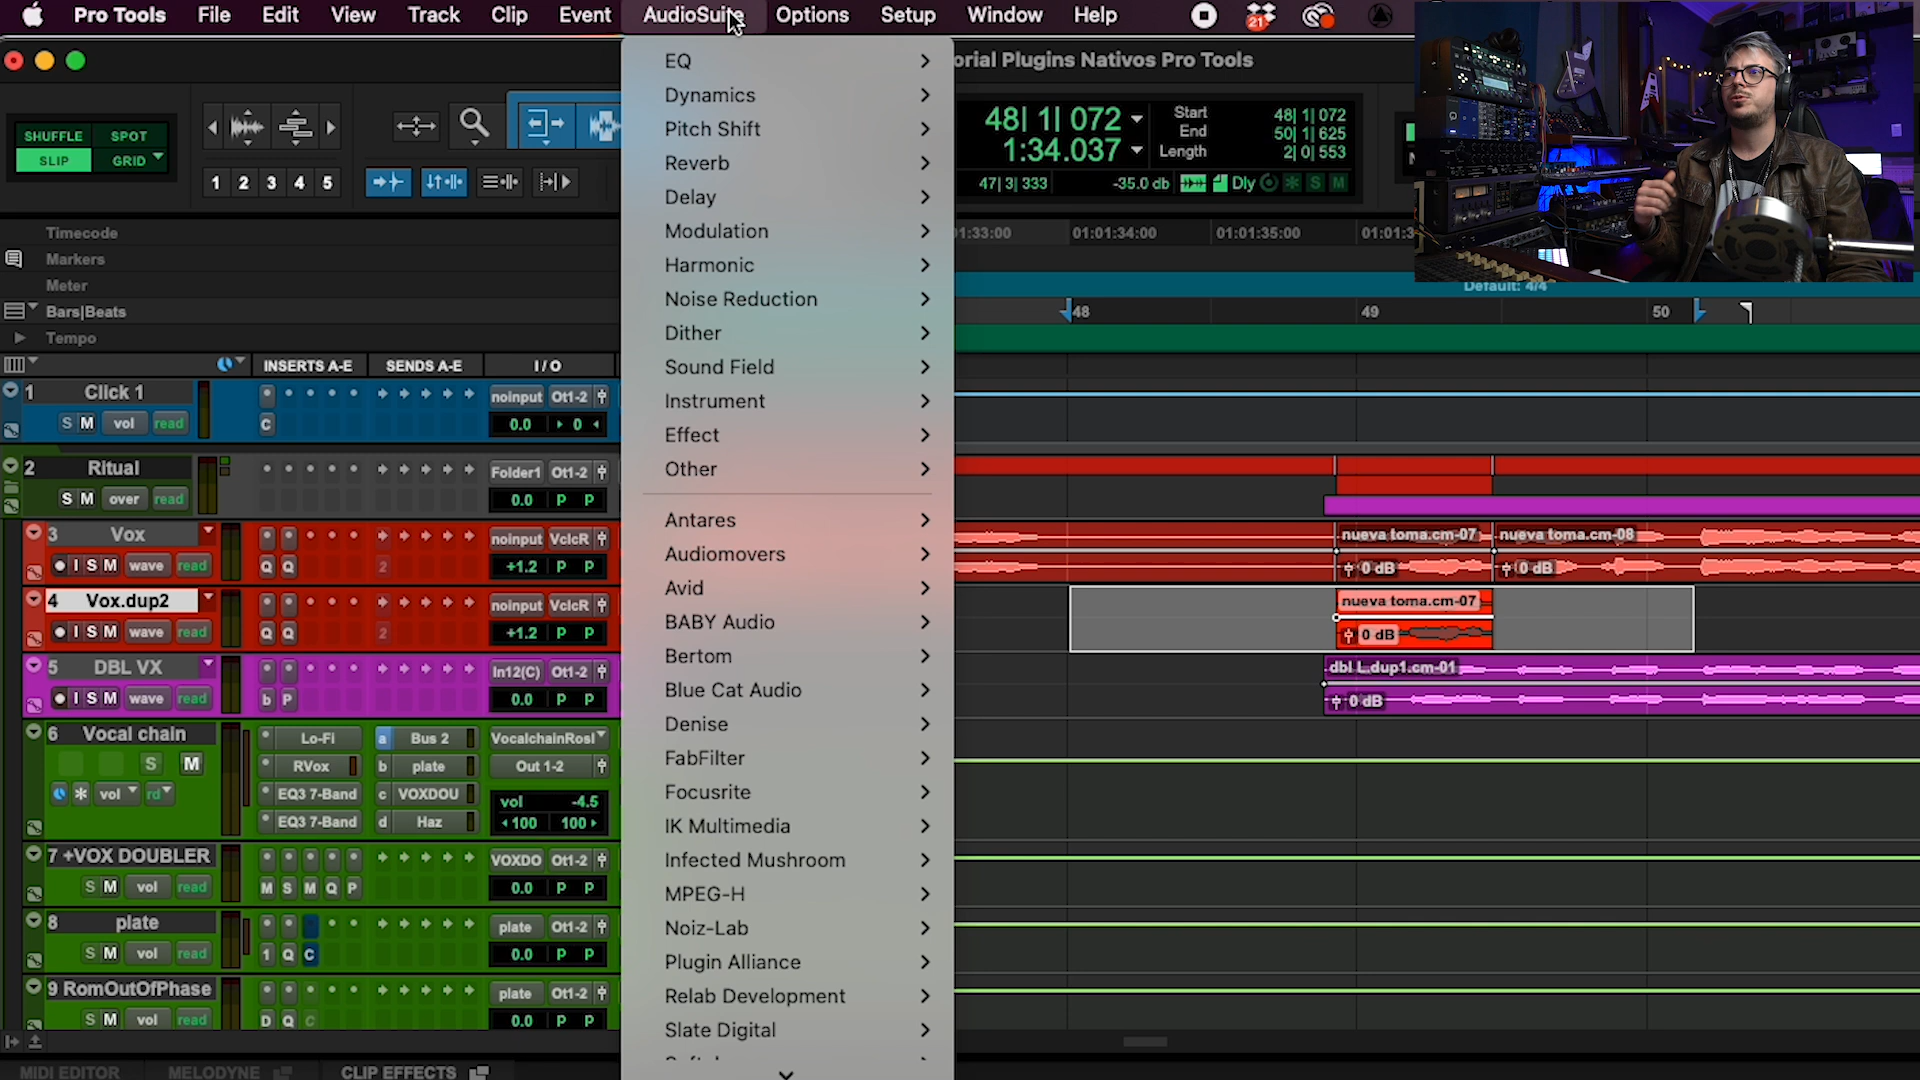 Pro Tools File Edit View Track Clip Event AudioSuite Options Setup Window Help
21
orial Plugins Nativos Pro Tools
SHUFFLE SPOT
SLIP GRID
1 2 3 4 5
48| 1| 072
1:34.037
Start 48| 1| 072
End 50| 1| 625
Length 2| 0| 553
47| 3| 333 -35.0 db Dly S M
Timecode
Markers
Meter
Bars|Beats
Tempo
1:33:00 01:01:34:00 01:01:35:00 01:01:3
Default: 4/4
48 49 50
INSERTS A-E SENDS A-E I / O
1 Click 1 noinput Ot1-2
S M vol read C 0.0 0
2 Ritual Folder1 Ot1-2
S M over read 0.0 P P
3 Vox noinput VclcR
I S M wave read Q Q 2 +1.2 P P
4 Vox.dup2 noinput VclcR
I S M wave read Q Q 2 +1.2 P P
5 DBL VX In12(C) Ot1-2
I S M wave read b P 0.0 P P
6 Vocal chain Lo-Fi a Bus 2 VocalchainRosl
S M RVox b plate Out 1-2
vol rd EQ3 7-Band c VOXDOU vol -4.5
EQ3 7-Band d Haz 100 100
7 +VOX DOUBLER VOXDO Ot1-2
S M vol read M S M Q P 0.0 P P
8 plate plate Ot1-2
S M vol read 1 Q C 0.0 P P
9 RomOutOfPhase plate Ot1-2
S M vol read D Q C 0.0 P P
MIDI EDITOR MELODYNE CLIP EFFECTS
EQ
Dynamics
Pitch Shift
Reverb
Delay
Modulation
Harmonic
Noise Reduction
Dither
Sound Field
Instrument
Effect
Other
Antares
Audiomovers
Avid
BABY Audio
Bertom
Blue Cat Audio
Denise
FabFilter
Focusrite
IK Multimedia
Infected Mushroom
MPEG-H
Noiz-Lab
Plugin Alliance
Relab Development
Slate Digital
nueva toma.cm-07 nueva toma.cm-08
0 dB 0 dB
nueva toma.cm-07
0 dB
dbl L.dup1.cm-01
0 dB